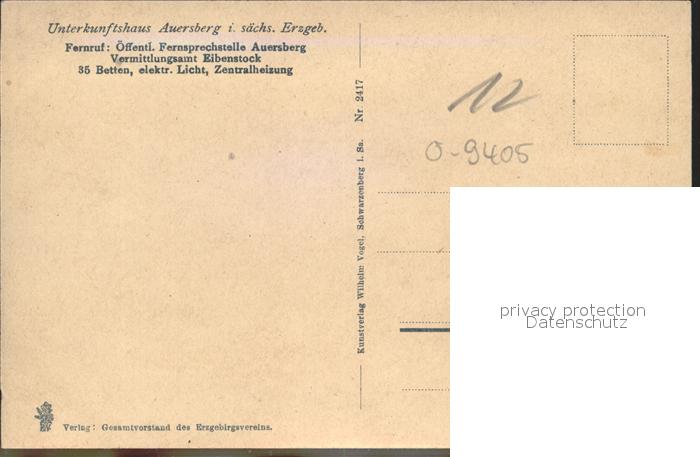 Unterkunftshaus Auersberg i. sächs. Erzgeb.
Fernruf: Öffentl. Fernsprechstelle Auersberg
Vermittlungsamt Eibenstock
35 Betten, elektr. Licht, Zentralheizung
Kunstverlag Wilhelm Vogel, Schwarzenberg i. Sa. Nr. 2417
12
O-9405
privacy protection
Datenschutz
Verlag: Gesamtvorstand des Erzgebirgsvereins.